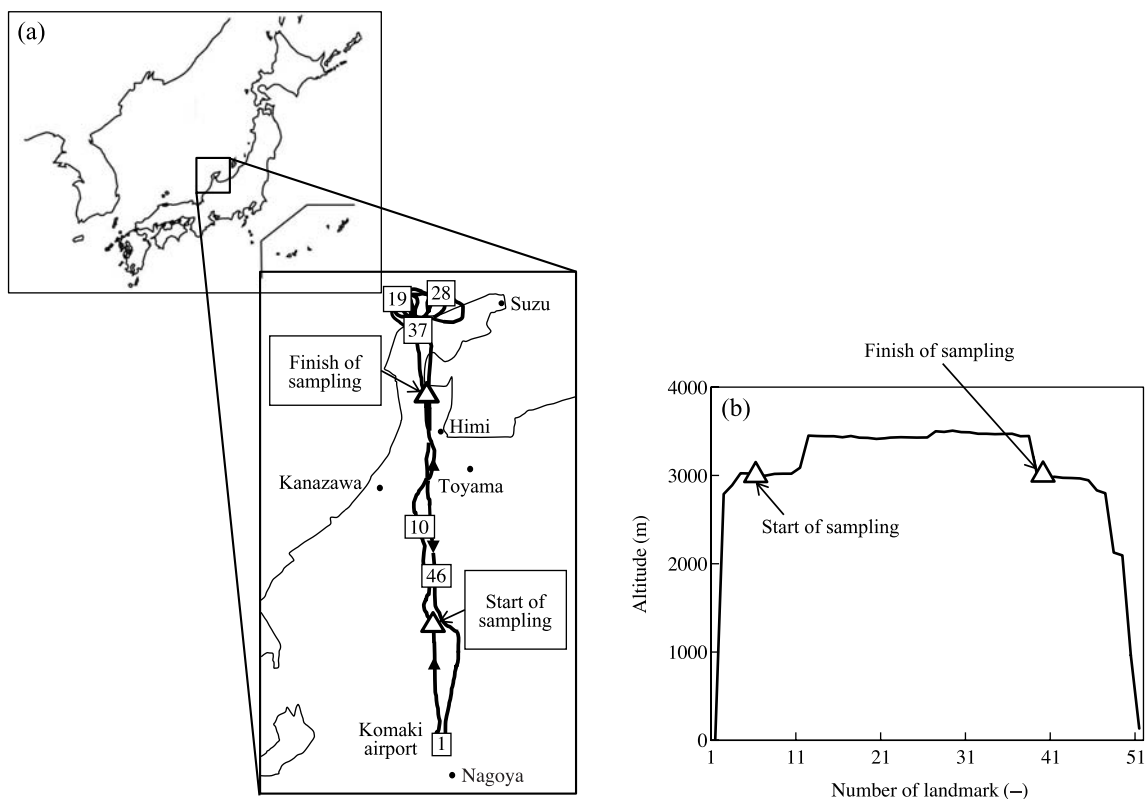 (a)
19
28
Suzu
37
Finish of
sampling
Himi
Kanazawa
Toyama
10
46
Start of
sampling
Komaki
airport
1
Nagoya
Finish of sampling
(b)
4000
3000
2000
1000
0
Start of sampling
Altitude (m)
1
11
21
31
41
51
Number of landmark (–)